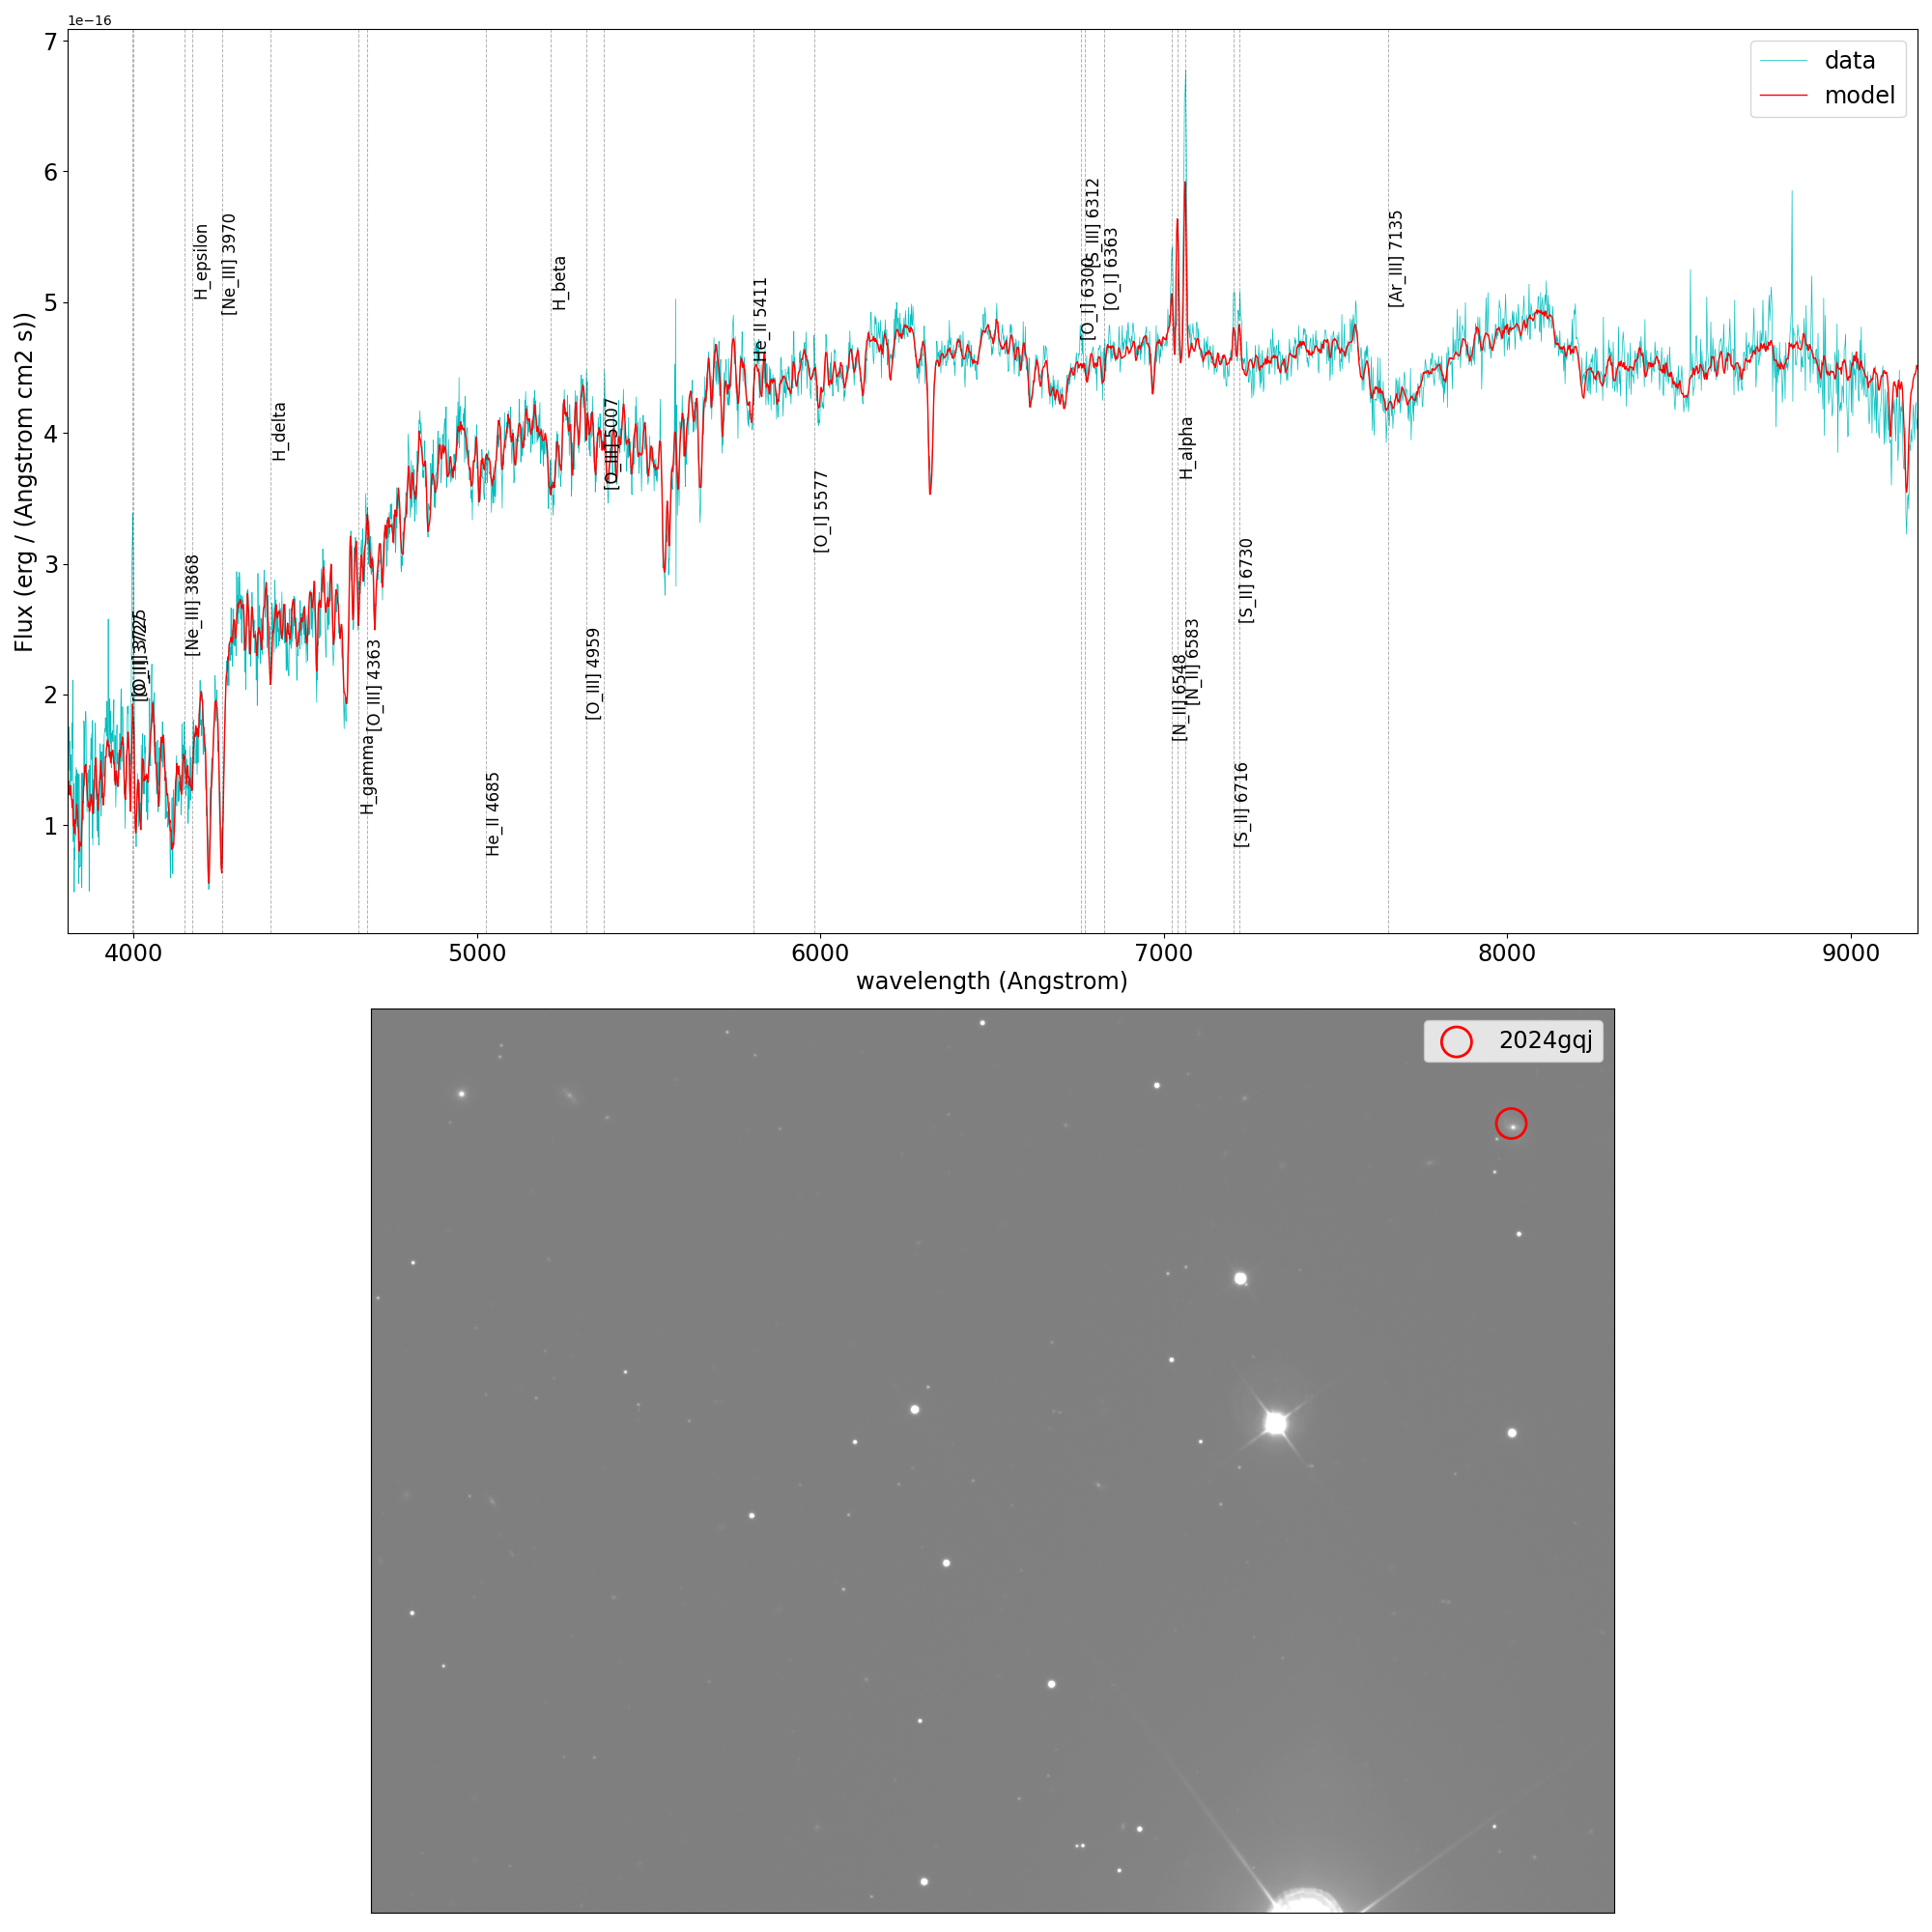 1e−16
data
model
7
6
5
4
3
2
1
Flux (erg / (Angstrom cm2 s))
[O_II] 3727
[Ne_III] 3868
H_epsilon
[Ne_III] 3970
H_delta
H_gamma
[O_III] 4363
He_II 4685
H_beta
[O_III] 4959
[O_III] 5007
He_II 5411
[O_I] 5577
[O_I] 6300
[S_III] 6312
[O_I] 6363
[N_II] 6548
H_alpha
[N_II] 6583
[S_II] 6716
[S_II] 6730
[Ar_III] 7135
4000
5000
6000
7000
8000
9000
wavelength (Angstrom)
2024gqj